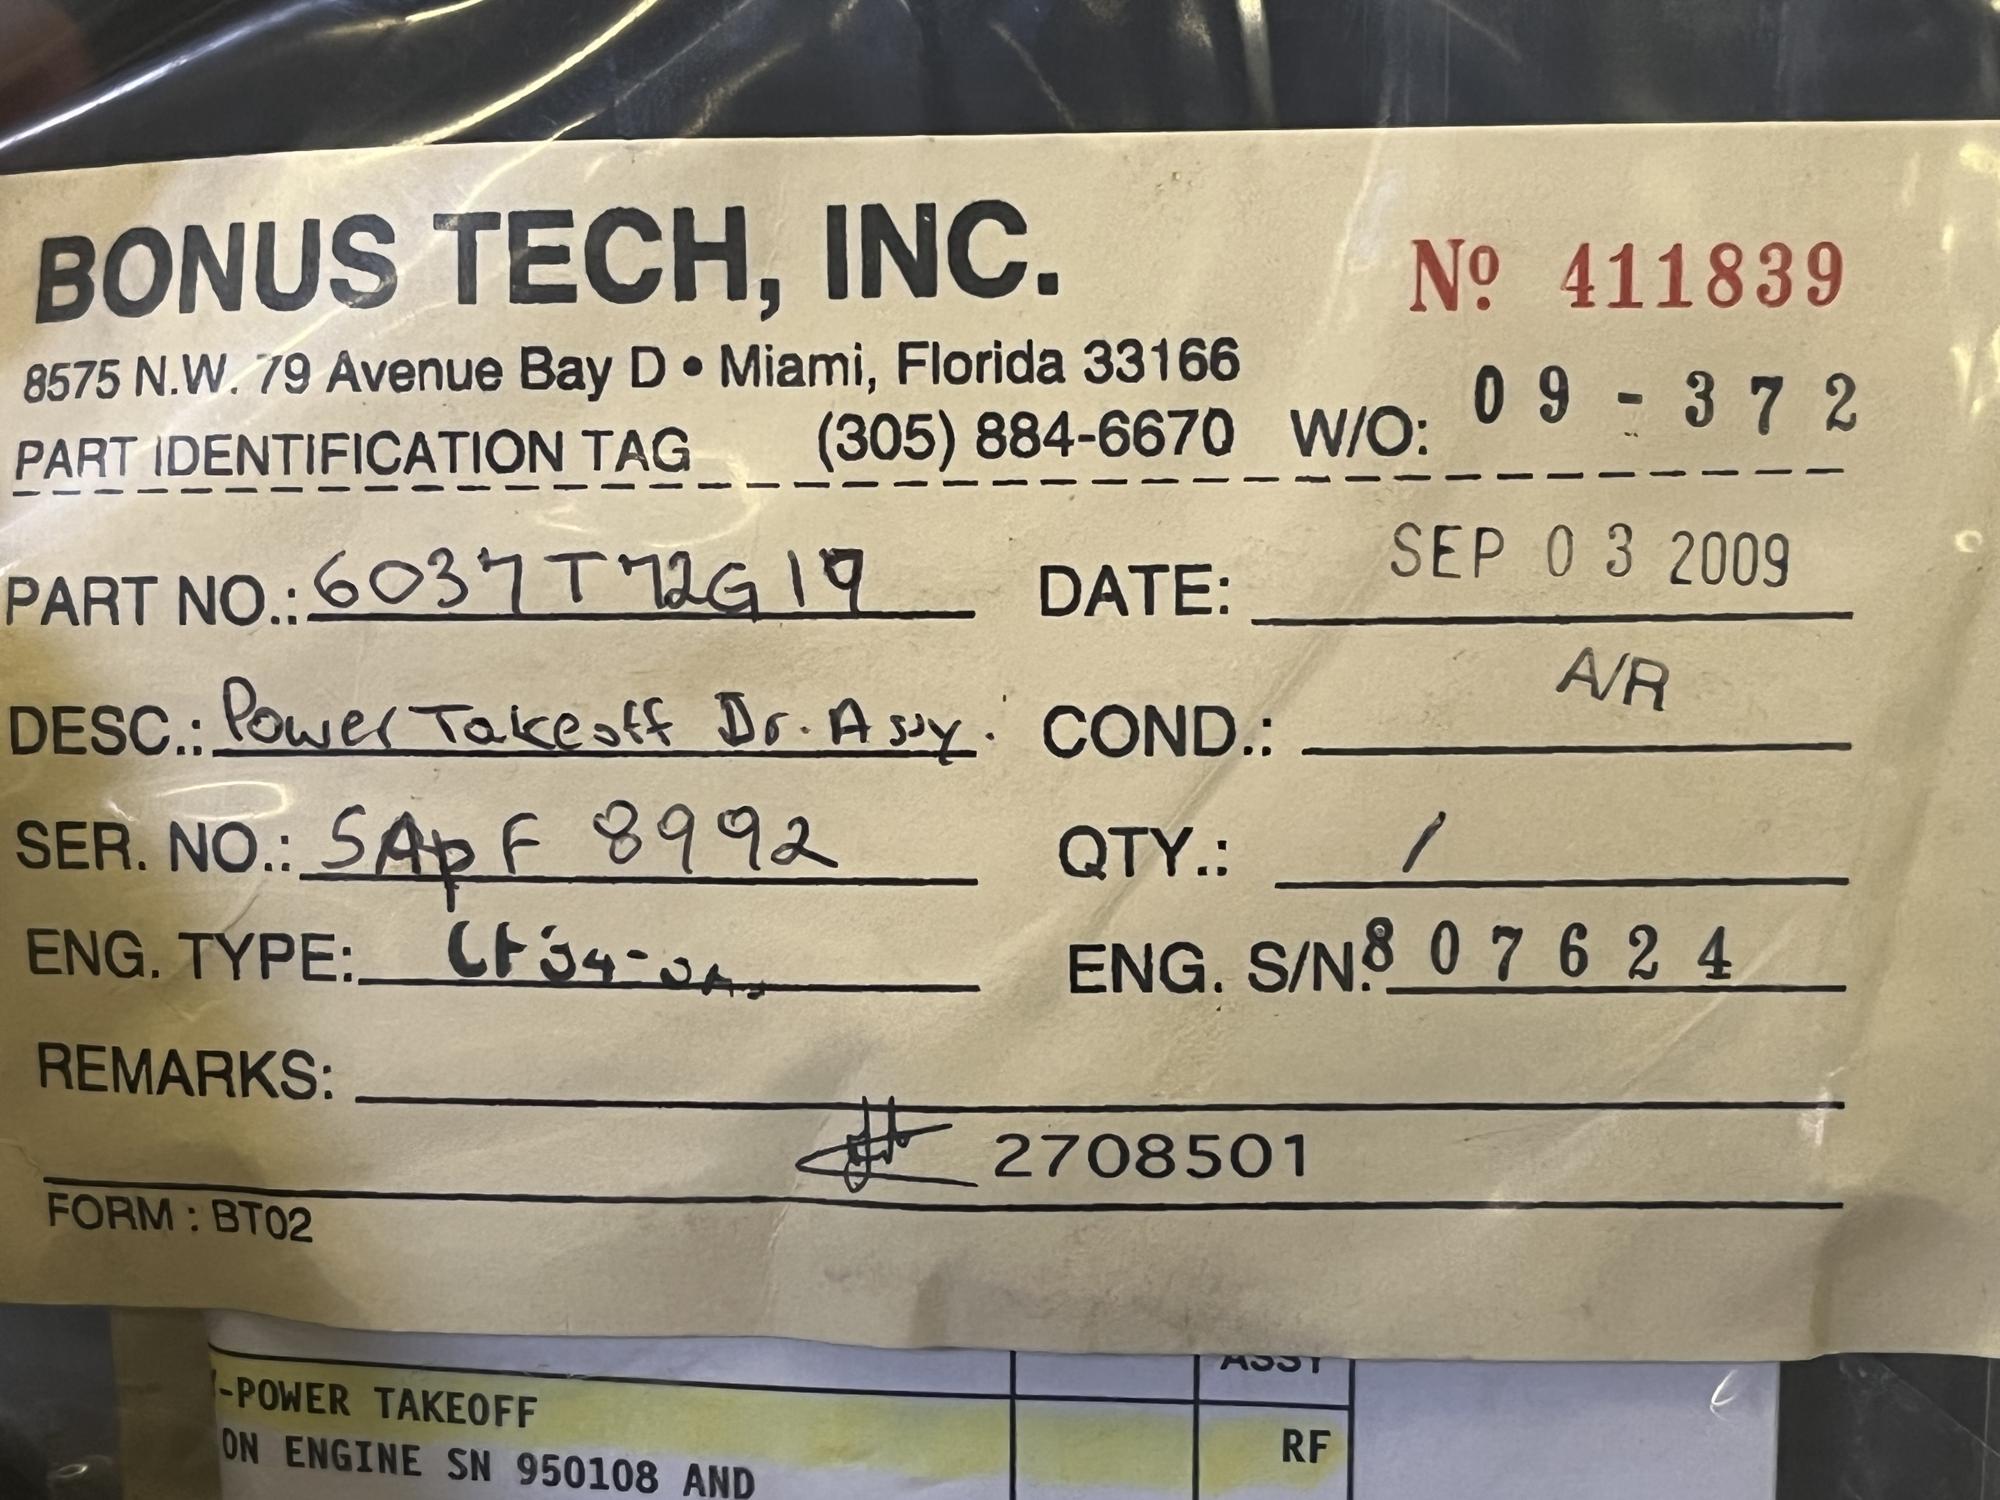 BONUS TECH, INC.
Nº 411839
8575 N.W. 79 Avenue Bay D • Miami, Florida 33166
PART IDENTIFICATION TAG (305) 884-6670 W/O: 09-372
PART NO.: 6037T72G19 DATE: SEP 03 2009
DESC.: Power Takeoff Dr. Assy. COND.: A/R
SER. NO.: SApF 8992 QTY.: 1
ENG. TYPE: ENG. S/N. 807624
REMARKS:
2708501
FORM : BT02
ASSY
-POWER TAKEOFF
RF
ON ENGINE SN 950108 AND